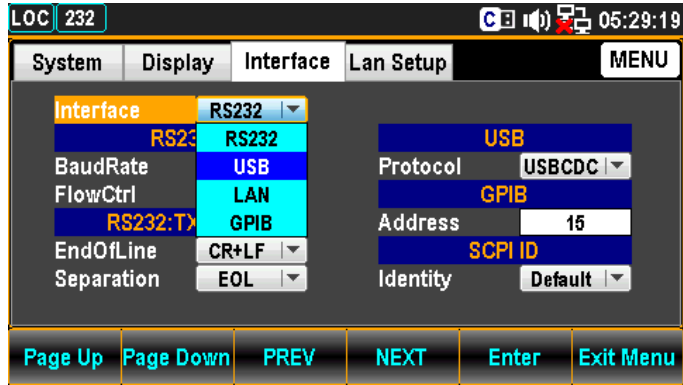 LOC 232 C 05:29:19
System Display Interface Lan Setup MENU
Interface RS232
RS23 RS232 USB
BaudRate USB Protocol USBCDC
FlowCtrl LAN GPIB
RS232:TX GPIB Address 15
EndOfLine CR+LF SCPI ID
Separation EOL Identity Default
Page Up Page Down PREV NEXT Enter Exit Menu